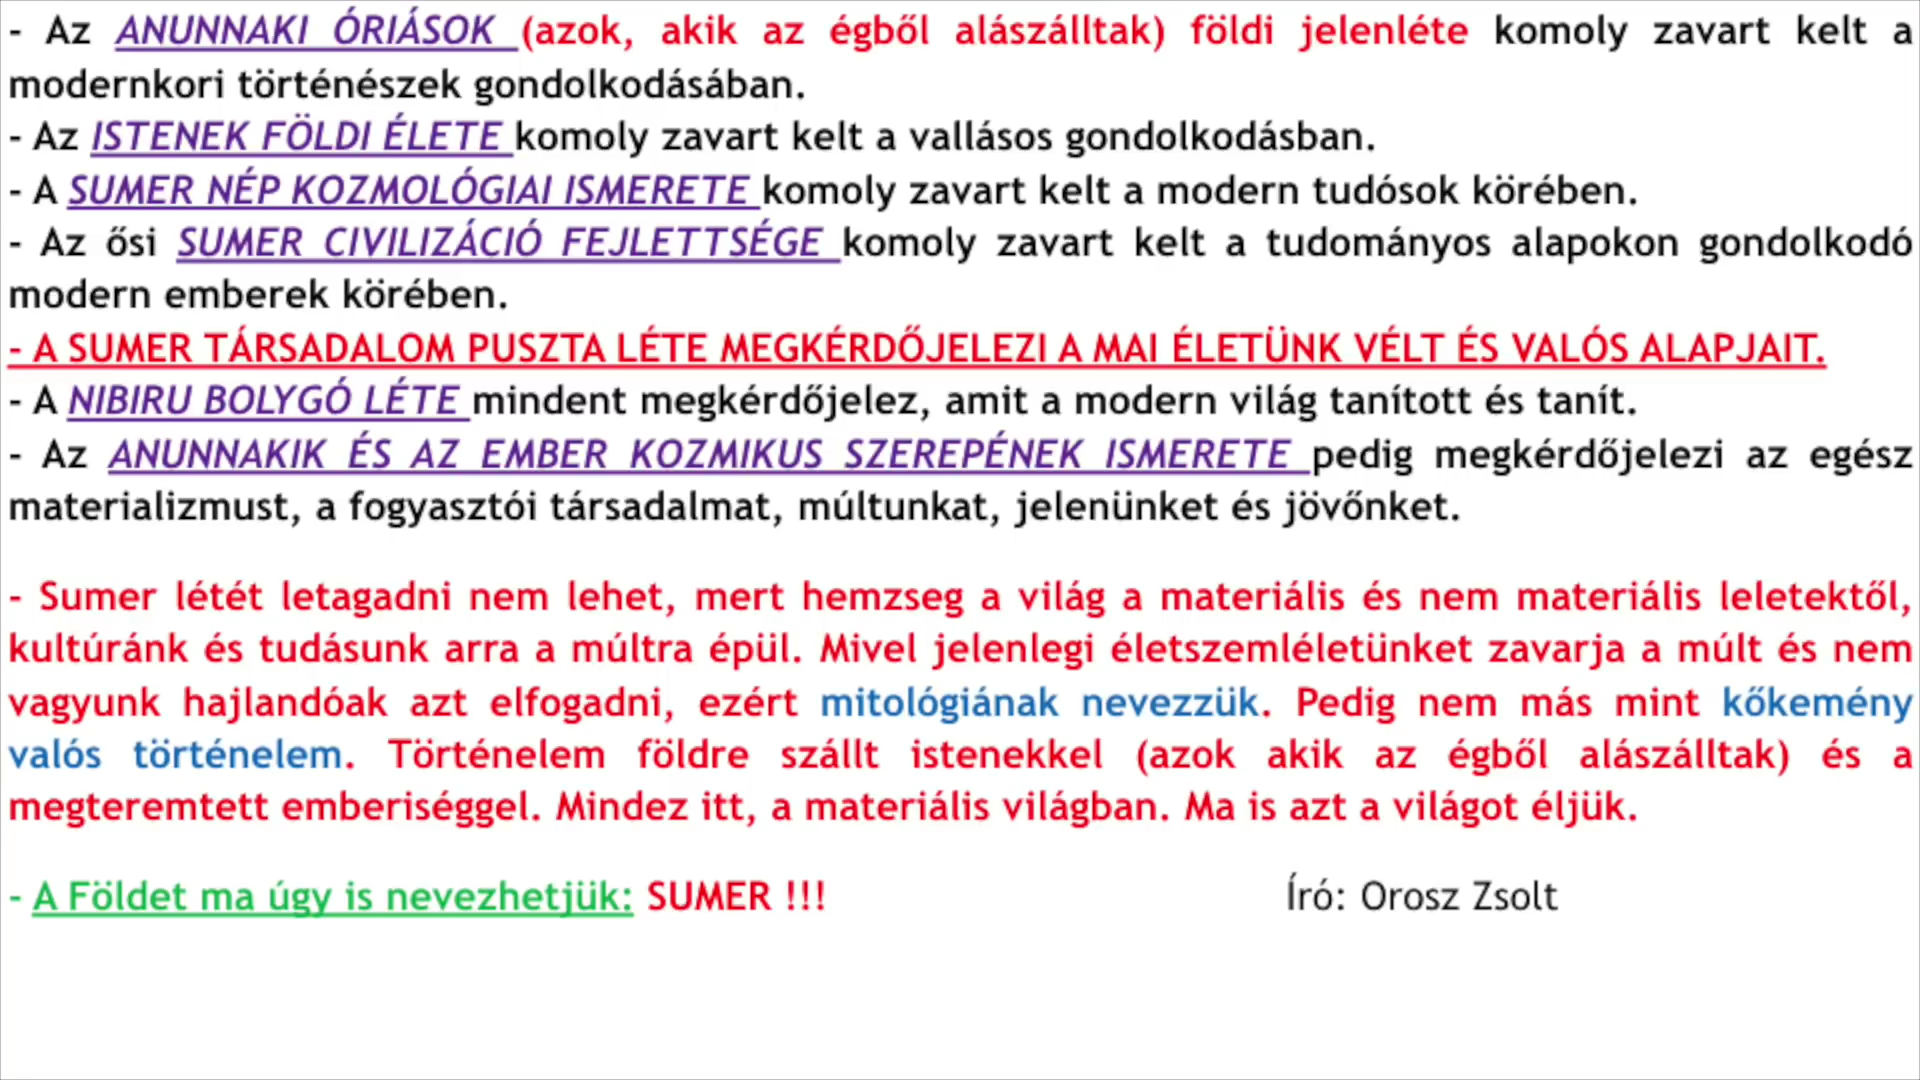 - Az ANUNNAKI ÓRIÁSOK (azok, akik az égből alászálltak) földi jelenléte komoly zavart kelt a
modernkori történészek gondolkodásában.
- Az ISTENEK FÖLDI ÉLETE komoly zavart kelt a vallásos gondolkodásban.
- A SUMER NÉP KOZMOLÓGIAI ISMERETE komoly zavart kelt a modern tudósok körében.
- Az ősi SUMER CIVILIZÁCIÓ FEJLETTSÉGE komoly zavart kelt a tudományos alapokon gondolkodó
modern emberek körében.
- A SUMER TÁRSADALOM PUSZTA LÉTE MEGKÉRDŐJELEZI A MAI ÉLETÜNK VÉLT ÉS VALÓS ALAPJAIT.
- A NIBIRU BOLYGÓ LÉTE mindent megkérdőjelez, amit a modern világ tanított és tanít.
- Az ANUNNAKIK ÉS AZ EMBER KOZMIKUS SZEREPÉNEK ISMERETE pedig megkérdőjelezi az egész
materializmust, a fogyasztói társadalmat, múltunkat, jelenünket és jövőnket.
- Sumer létét letagadni nem lehet, mert hemzseg a világ a materiális és nem materiális leletektől,
kultúránk és tudásunk arra a múltra épül. Mivel jelenlegi életszemléletünket zavarja a múlt és nem
vagyunk hajlandóak azt elfogadni, ezért mitológiának nevezzük. Pedig nem más mint kőkemény
valós történelem. Történelem földre szállt istenekkel (azok akik az égből alászálltak) és a
megteremtett emberiséggel. Mindez itt, a materiális világban. Ma is azt a világot éljük.
- A Földet ma úgy is nevezhetjük: SUMER !!! Író: Orosz Zsolt